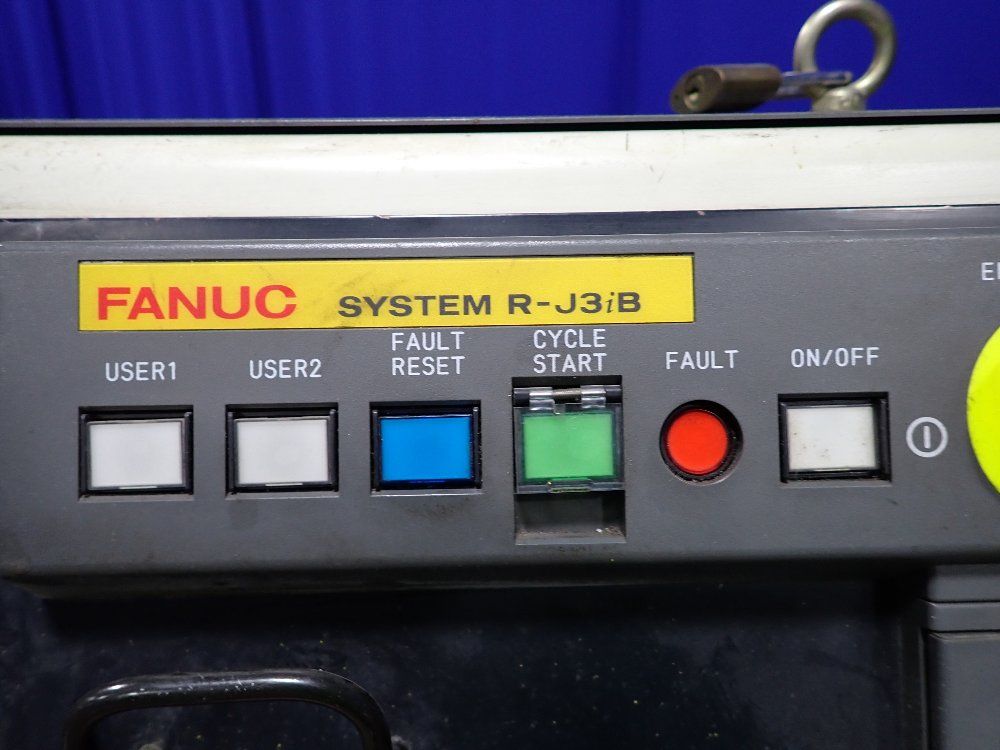 FANUC SYSTEM R-J3iB
USER1
USER2
FAULT
RESET
CYCLE
START
FAULT
ON/OFF